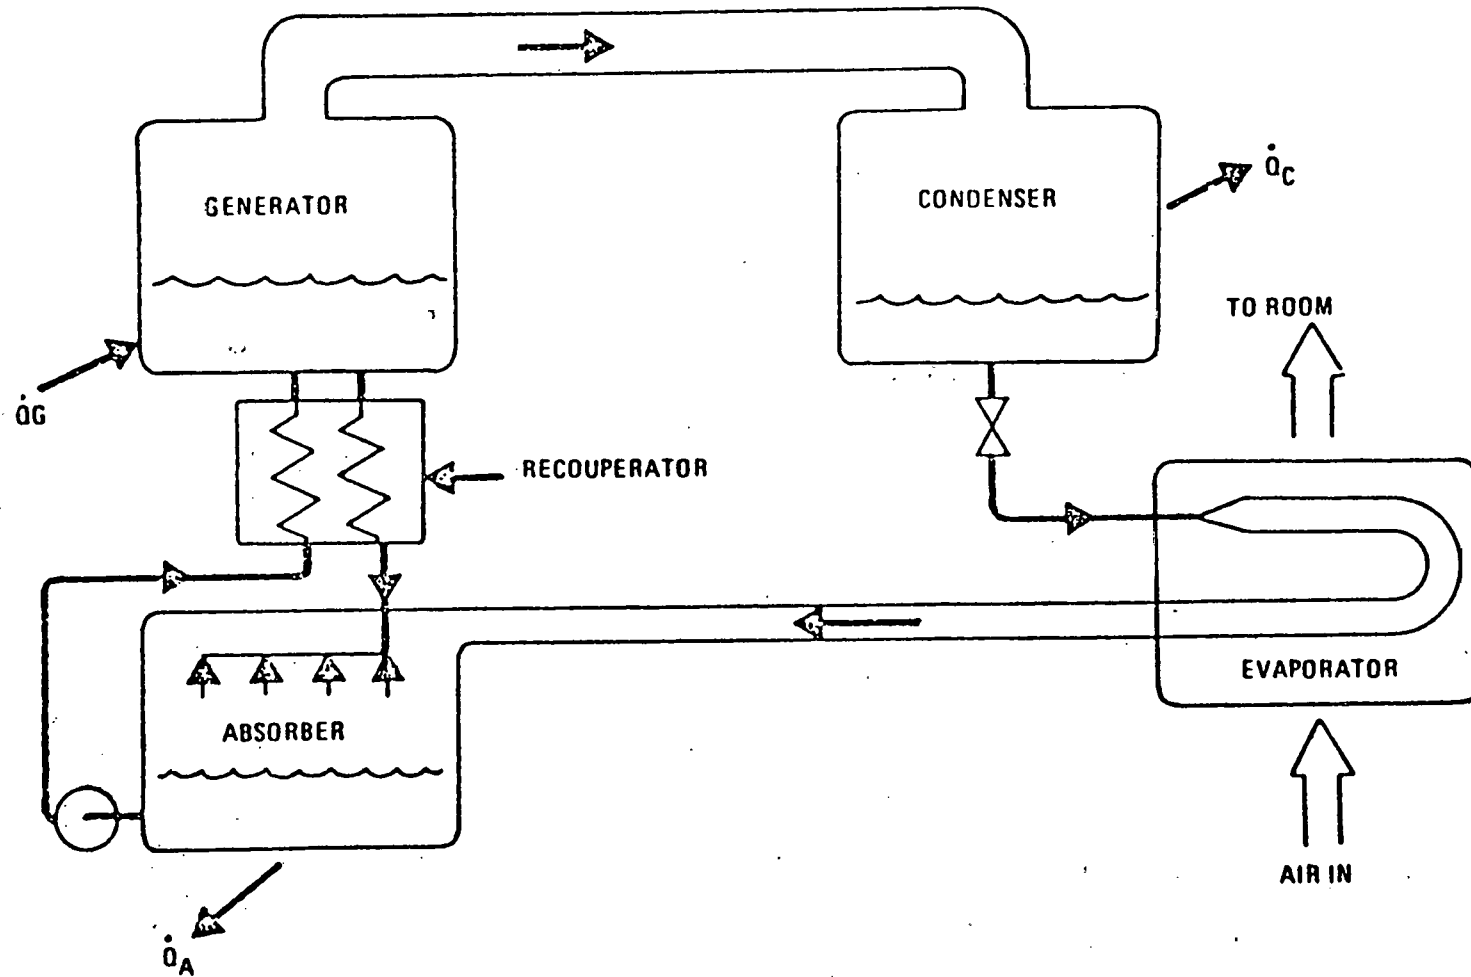 GENERATOR
CONDENSER
Q̇C
TO ROOM
Q̇G
RECOUPERATOR
EVAPORATOR
ABSORBER
AIR IN
Q̇A